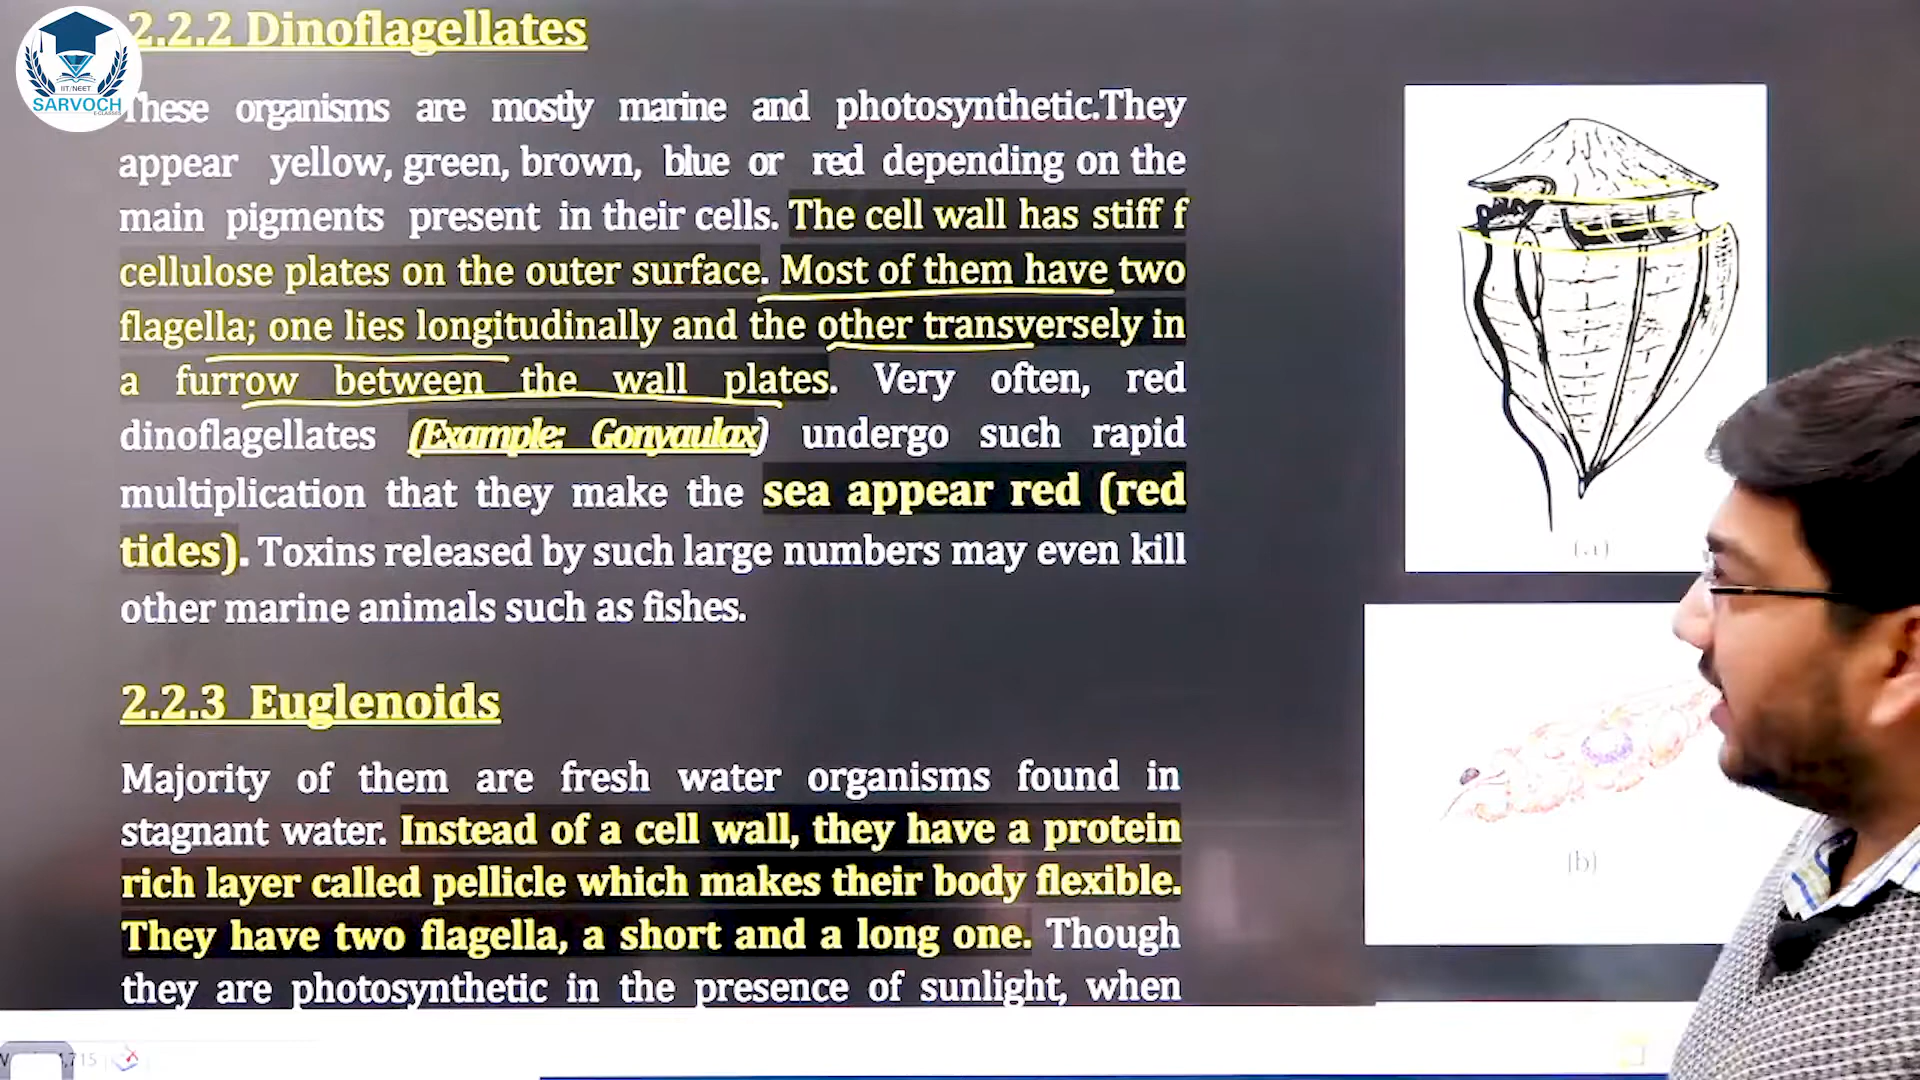 2.2.2 Dinoflagellates
IIT/NEET
SARVOCH
E-CLASSES
These organisms are mostly marine and photosynthetic.They
appear yellow, green, brown, blue or red depending on the
main pigments present in their cells. The cell wall has stiff f
cellulose plates on the outer surface. Most of them have two
flagella; one lies longitudinally and the other transversely in
a furrow between the wall plates. Very often, red
dinoflagellates (Example: Gonyaulax) undergo such rapid
multiplication that they make the sea appear red (red
tides). Toxins released by such large numbers may even kill
other marine animals such as fishes.
(a)
2.2.3 Euglenoids
Majority of them are fresh water organisms found in
stagnant water. Instead of a cell wall, they have a protein
rich layer called pellicle which makes their body flexible.
They have two flagella, a short and a long one. Though
they are photosynthetic in the presence of sunlight, when
(b)